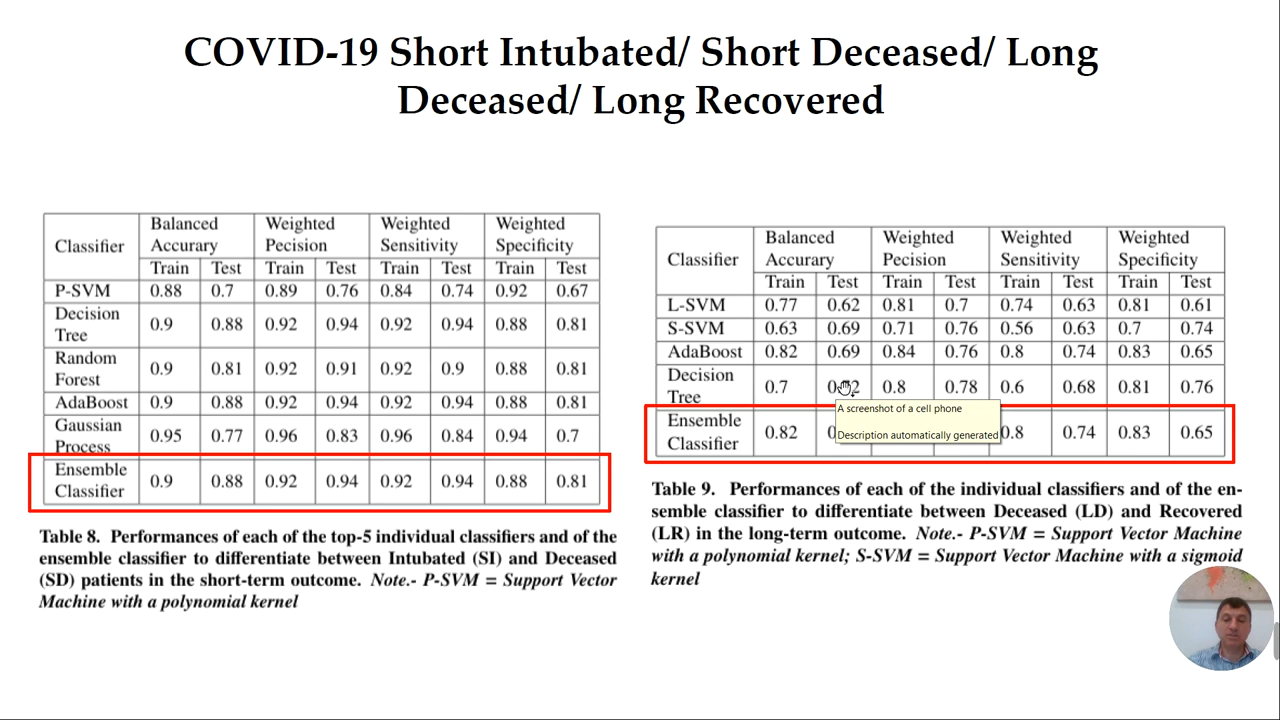 COVID-19 Short Intubated/ Short Deceased/ Long
Deceased/ Long Recovered
Classifier Balanced Accurary Weighted Pecision Weighted Sensitivity Weighted Specificity
Train Test Train Test Train Test Train Test
P-SVM 0.88 0.7 0.89 0.76 0.84 0.74 0.92 0.67
Decision Tree 0.9 0.88 0.92 0.94 0.92 0.94 0.88 0.81
Random Forest 0.9 0.81 0.92 0.91 0.92 0.9 0.88 0.81
AdaBoost 0.9 0.88 0.92 0.94 0.92 0.94 0.88 0.81
Gaussian Process 0.95 0.77 0.96 0.83 0.96 0.84 0.94 0.7
Ensemble Classifier 0.9 0.88 0.92 0.94 0.92 0.94 0.88 0.81
Table 8. Performances of each of the top-5 individual classifiers and of the
ensemble classifier to differentiate between Intubated (SI) and Deceased
(SD) patients in the short-term outcome. Note.- P-SVM = Support Vector
Machine with a polynomial kernel
Classifier Balanced Accurary Weighted Pecision Weighted Sensitivity Weighted Specificity
Train Test Train Test Train Test Train Test
L-SVM 0.77 0.62 0.81 0.7 0.74 0.63 0.81 0.61
S-SVM 0.63 0.69 0.71 0.76 0.56 0.63 0.7 0.74
AdaBoost 0.82 0.69 0.84 0.76 0.8 0.74 0.83 0.65
Decision Tree 0.7 0.8 0.78 0.6 0.68 0.81 0.76
A screenshot of a cell phone
Description automatically generated
Ensemble Classifier 0.82 0.8 0.74 0.83 0.65
Table 9. Performances of each of the individual classifiers and of the en-
semble classifier to differentiate between Deceased (LD) and Recovered
(LR) in the long-term outcome. Note.- P-SVM = Support Vector Machine
with a polynomial kernel; S-SVM = Support Vector Machine with a sigmoid
kernel